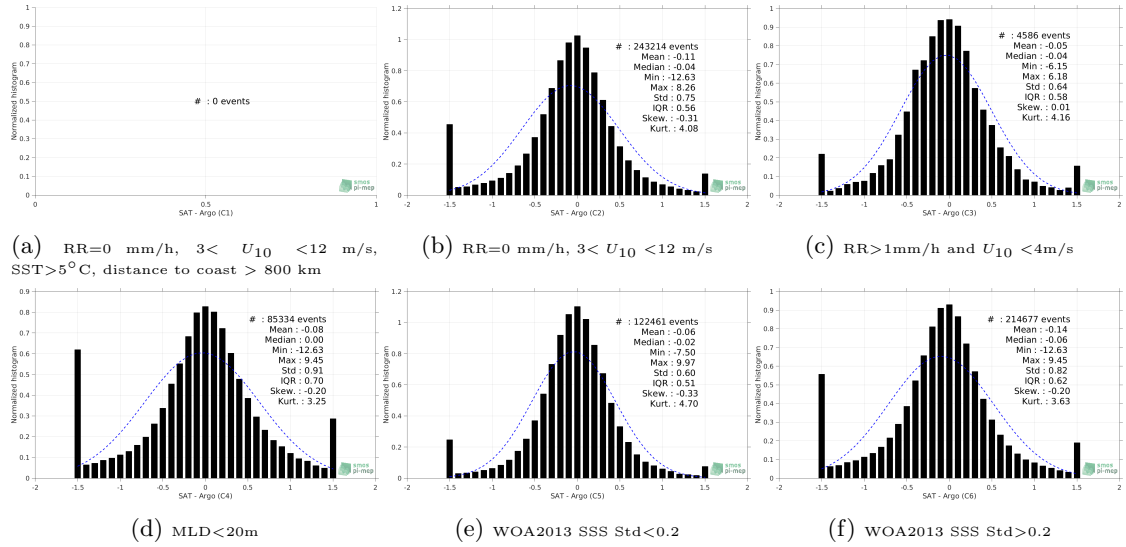 # : 0 events
Normalized histogram
0 0.1 0.2 0.3 0.4 0.5 0.6 0.7 0.8 0.9 1
0 0.5 1
SAT - Argo (C1)
smos
pi-mep
(a) RR=0 mm/h, 3< U10 <12 m/s,
SST>5°C, distance to coast > 800 km
# : 243214 events
Mean : -0.11
Median : -0.04
Min : -12.63
Max : 8.26
Std : 0.75
IQR : 0.56
Skew. : -0.31
Kurt. : 4.08
Normalized histogram
0 0.2 0.4 0.6 0.8 1 1.2
-2 -1.5 -1 -0.5 0 0.5 1 1.5 2
SAT - Argo (C2)
smos
pi-mep
(b) RR=0 mm/h, 3< U10 <12 m/s
# : 4586 events
Mean : -0.05
Median : -0.04
Min : -6.15
Max : 6.18
Std : 0.64
IQR : 0.58
Skew. : 0.01
Kurt. : 4.16
Normalized histogram
0 0.1 0.2 0.3 0.4 0.5 0.6 0.7 0.8 0.9 1
-2 -1.5 -1 -0.5 0 0.5 1 1.5 2
SAT - Argo (C3)
smos
pi-mep
(c) RR>1mm/h and U10 <4m/s
# : 85334 events
Mean : -0.08
Median : 0.00
Min : -12.63
Max : 9.45
Std : 0.91
IQR : 0.70
Skew. : -0.20
Kurt. : 3.25
Normalized histogram
0 0.1 0.2 0.3 0.4 0.5 0.6 0.7 0.8 0.9
-2 -1.5 -1 -0.5 0 0.5 1 1.5 2
SAT - Argo (C4)
smos
pi-mep
(d) MLD<20m
# : 122461 events
Mean : -0.06
Median : -0.02
Min : -7.50
Max : 9.97
Std : 0.60
IQR : 0.51
Skew. : -0.33
Kurt. : 4.70
Normalized histogram
0 0.2 0.4 0.6 0.8 1 1.2
-2 -1.5 -1 -0.5 0 0.5 1 1.5 2
SAT - Argo (C5)
smos
pi-mep
(e) WOA2013 SSS Std<0.2
# : 214677 events
Mean : -0.14
Median : -0.06
Min : -12.63
Max : 9.45
Std : 0.82
IQR : 0.62
Skew. : -0.20
Kurt. : 3.63
Normalized histogram
0 0.1 0.2 0.3 0.4 0.5 0.6 0.7 0.8 0.9 1
-2 -1.5 -1 -0.5 0 0.5 1 1.5 2
SAT - Argo (C6)
smos
pi-mep
(f) WOA2013 SSS Std>0.2